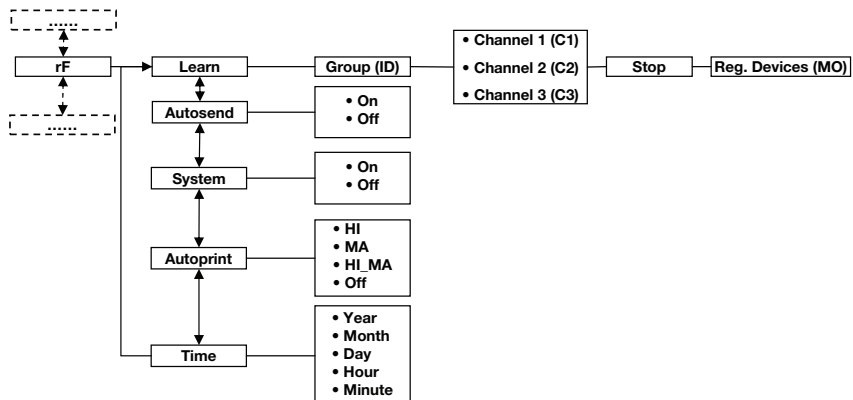 ......
rF
......
Learn
Group (ID)
• Channel 1 (C1)
• Channel 2 (C2)
• Channel 3 (C3)
Stop
Reg. Devices (MO)
Autosend
• On
• Off
System
• On
• Off
Autoprint
• HI
• MA
• HI_MA
• Off
Time
• Year
• Month
• Day
• Hour
• Minute